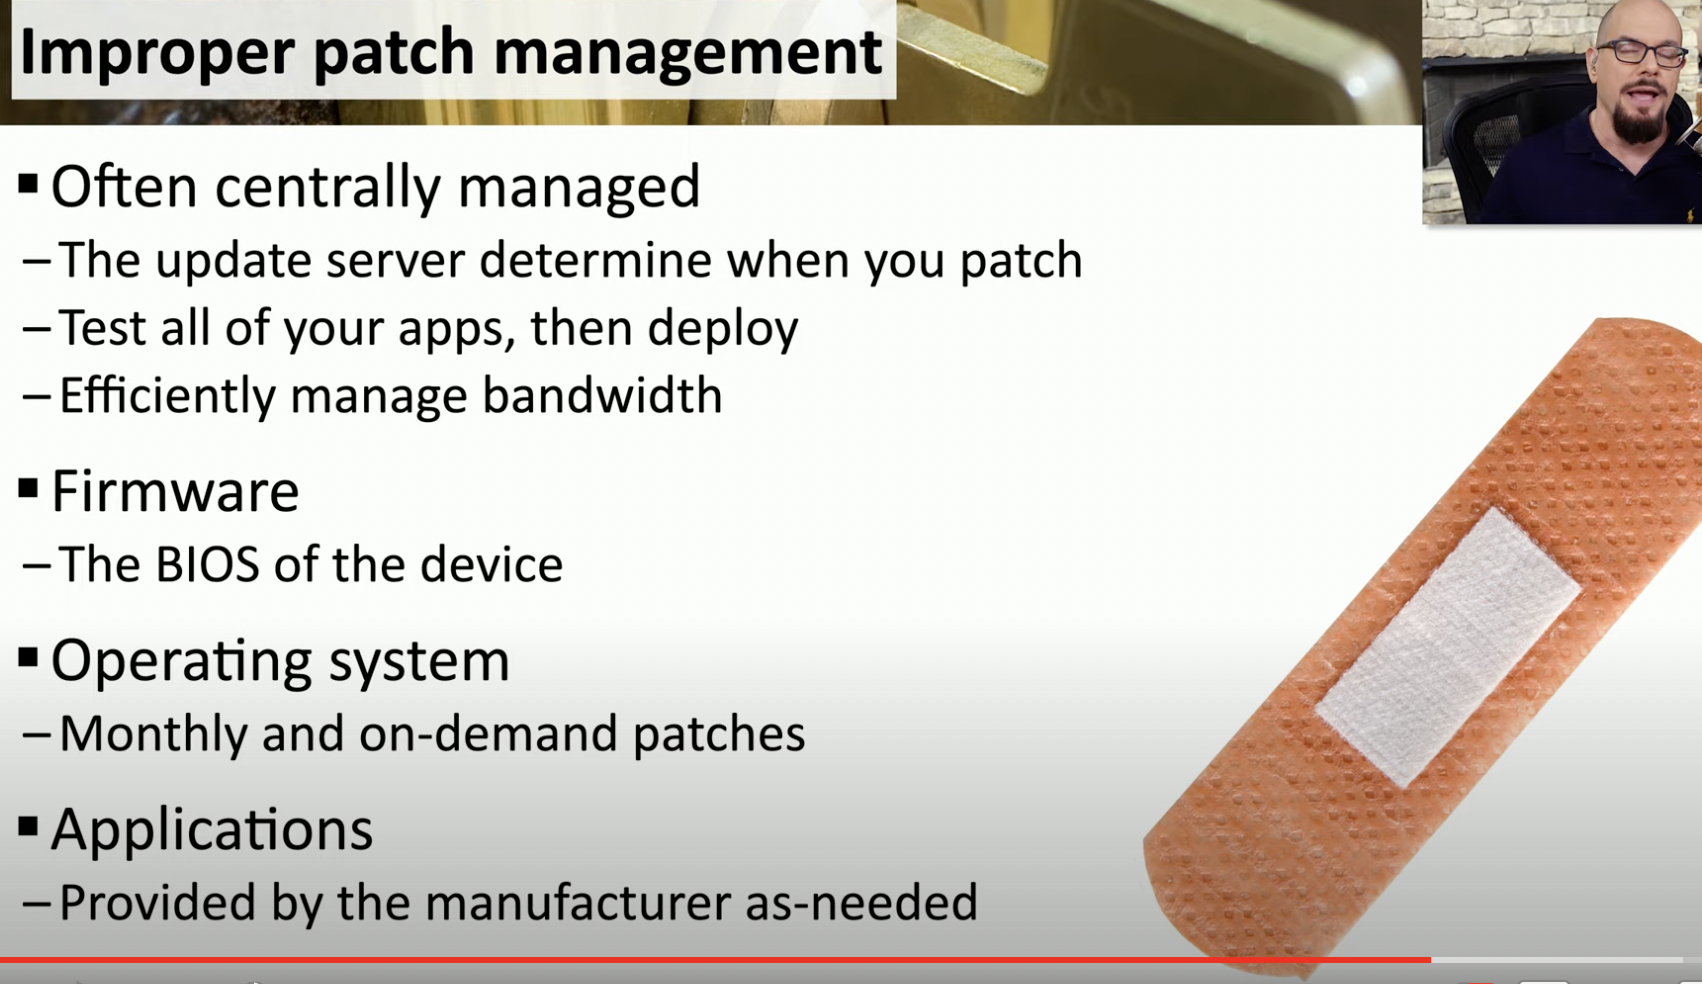 Improper patch management
▪ Often centrally managed
– The update server determine when you patch
– Test all of your apps, then deploy
– Efficiently manage bandwidth
▪ Firmware
– The BIOS of the device
▪ Operating system
– Monthly and on-demand patches
▪ Applications
– Provided by the manufacturer as-needed